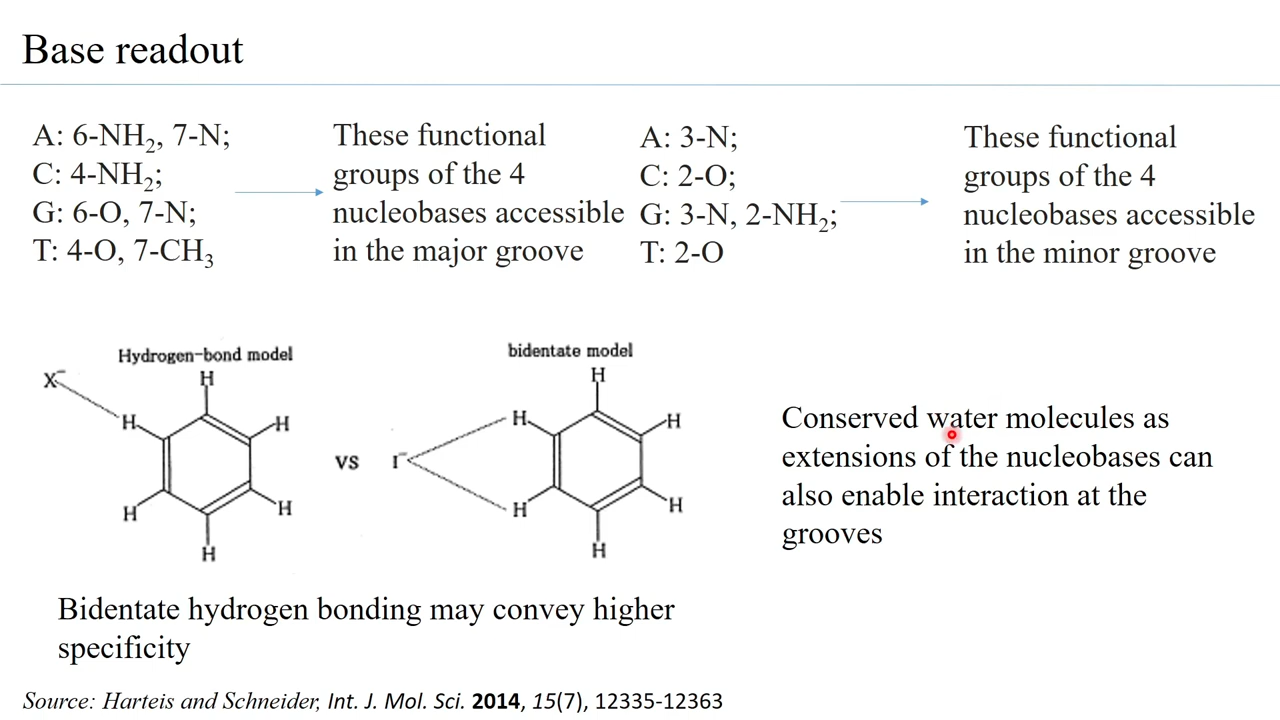 Base readout
A: 6-NH₂, 7-N;
C: 4-NH₂;
G: 6-O, 7-N;
T: 4-O, 7-CH₃
These functional
groups of the 4
nucleobases accessible
in the major groove
A: 3-N;
C: 2-O;
G: 3-N, 2-NH₂;
T: 2-O
These functional
groups of the 4
nucleobases accessible
in the minor groove
Hydrogen-bond model
X⁻
H
H
H
H
H
H
vs
bidentate model
I⁻
H
H
H
H
H
H
Conserved water molecules as
extensions of the nucleobases can
also enable interaction at the
grooves
Bidentate hydrogen bonding may convey higher
specificity
Source: Harteis and Schneider, Int. J. Mol. Sci. 2014, 15(7), 12335-12363